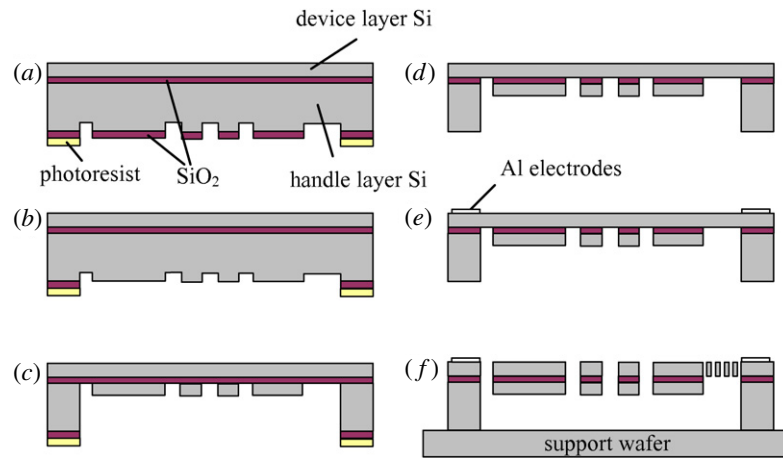 device layer Si
(a)
photoresist
SiO₂
handle layer Si
(b)
(c)
(d)
Al electrodes
(e)
(f)
support wafer